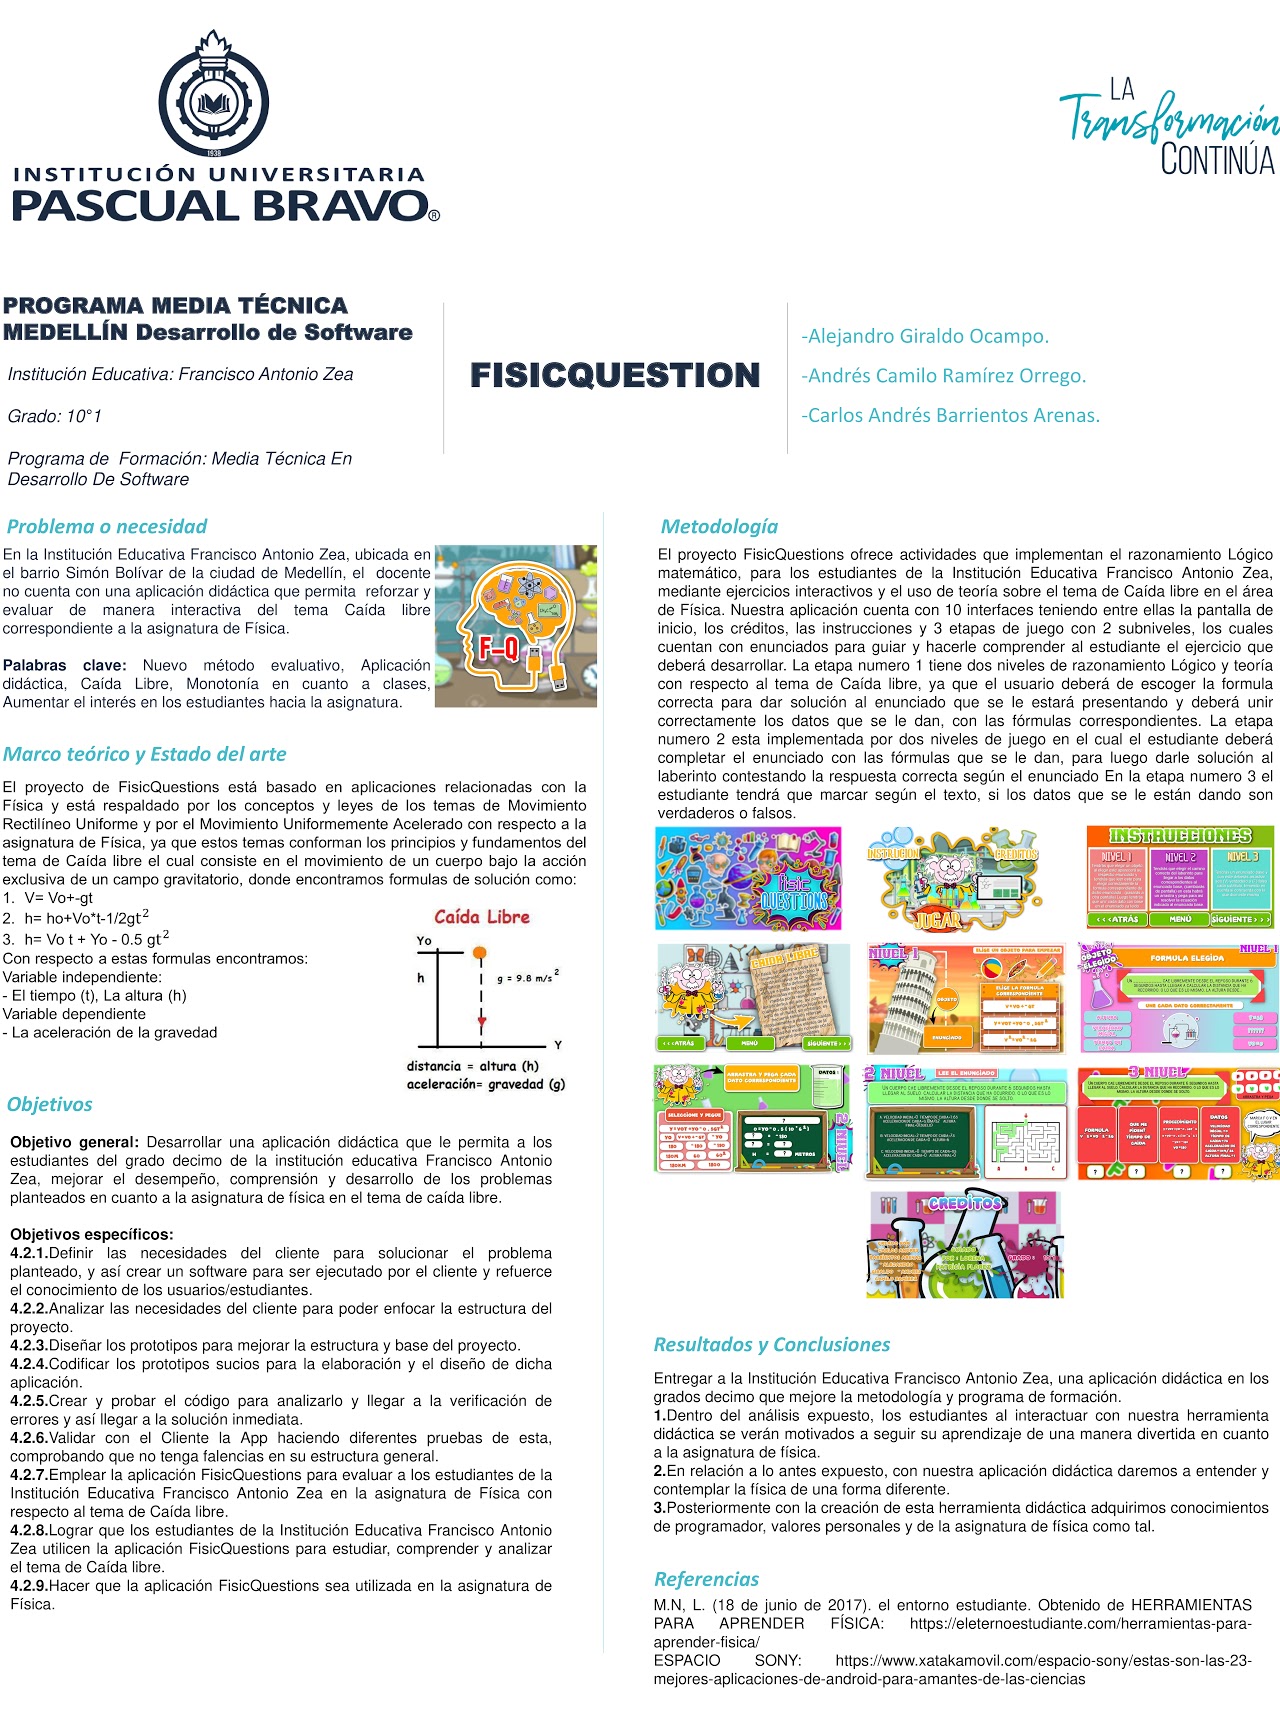 1938
INSTITUCIÓN UNIVERSITARIA
PASCUAL BRAVO®
LA
Transformación
CONTINÚA
PROGRAMA MEDIA TÉCNICA
MEDELLÍN Desarrollo de Software
Institución Educativa: Francisco Antonio Zea
Grado: 10°1
Programa de Formación: Media Técnica En
Desarrollo De Software
FISICQUESTION
-Alejandro Giraldo Ocampo.
-Andrés Camilo Ramírez Orrego.
-Carlos Andrés Barrientos Arenas.
Problema o necesidad
En la Institución Educativa Francisco Antonio Zea, ubicada en
el barrio Simón Bolívar de la ciudad de Medellín, el docente
no cuenta con una aplicación didáctica que permita reforzar y
evaluar de manera interactiva del tema Caída libre
correspondiente a la asignatura de Física.
Palabras clave: Nuevo método evaluativo, Aplicación
didáctica, Caída Libre, Monotonía en cuanto a clases,
Aumentar el interés en los estudiantes hacia la asignatura.
F-Q
Marco teórico y Estado del arte
El proyecto de FisicQuestions está basado en aplicaciones relacionadas con la
Física y está respaldado por los conceptos y leyes de los temas de Movimiento
Rectilíneo Uniforme y por el Movimiento Uniformemente Acelerado con respecto a la
asignatura de Física, ya que estos temas conforman los principios y fundamentos del
tema de Caída libre el cual consiste en el movimiento de un cuerpo bajo la acción
exclusiva de un campo gravitatorio, donde encontramos formulas de solución como:
1. V= Vo+-gt
2. h= ho+Vo*t-1/2gt²
3. h= Vo t + Yo - 0.5 gt²
Con respecto a estas formulas encontramos:
Variable independiente:
- El tiempo (t), La altura (h)
Variable dependiente
- La aceleración de la gravedad
Caída Libre
Yo
h
g = 9.8 m/s²
Y
distancia = altura (h)
aceleración= gravedad (g)
Objetivos
Objetivo general: Desarrollar una aplicación didáctica que le permita a los
estudiantes del grado decimo de la institución educativa Francisco Antonio
Zea, mejorar el desempeño, comprensión y desarrollo de los problemas
planteados en cuanto a la asignatura de física en el tema de caída libre.
Objetivos específicos:
4.2.1.Definir las necesidades del cliente para solucionar el problema
planteado, y así crear un software para ser ejecutado por el cliente y refuerce
el conocimiento de los usuarios/estudiantes.
4.2.2.Analizar las necesidades del cliente para poder enfocar la estructura del
proyecto.
4.2.3.Diseñar los prototipos para mejorar la estructura y base del proyecto.
4.2.4.Codificar los prototipos sucios para la elaboración y el diseño de dicha
aplicación.
4.2.5.Crear y probar el código para analizarlo y llegar a la verificación de
errores y así llegar a la solución inmediata.
4.2.6.Validar con el Cliente la App haciendo diferentes pruebas de esta,
comprobando que no tenga falencias en su estructura general.
4.2.7.Emplear la aplicación FisicQuestions para evaluar a los estudiantes de la
Institución Educativa Francisco Antonio Zea en la asignatura de Física con
respecto al tema de Caída libre.
4.2.8.Lograr que los estudiantes de la Institución Educativa Francisco Antonio
Zea utilicen la aplicación FisicQuestions para estudiar, comprender y analizar
el tema de Caída libre.
4.2.9.Hacer que la aplicación FisicQuestions sea utilizada en la asignatura de
Física.
Metodología
El proyecto FisicQuestions ofrece actividades que implementan el razonamiento Lógico
matemático, para los estudiantes de la Institución Educativa Francisco Antonio Zea,
mediante ejercicios interactivos y el uso de teoría sobre el tema de Caída libre en el área
de Física. Nuestra aplicación cuenta con 10 interfaces teniendo entre ellas la pantalla de
inicio, los créditos, las instrucciones y 3 etapas de juego con 2 subniveles, los cuales
cuentan con enunciados para guiar y hacerle comprender al estudiante el ejercicio que
deberá desarrollar. La etapa numero 1 tiene dos niveles de razonamiento Lógico y teoría
con respecto al tema de Caída libre, ya que el usuario deberá de escoger la formula
correcta para dar solución al enunciado que se le estará presentando y deberá unir
correctamente los datos que se le dan, con las fórmulas correspondientes. La etapa
numero 2 esta implementada por dos niveles de juego en el cual el estudiante deberá
completar el enunciado con las fórmulas que se le dan, para luego darle solución al
laberinto contestando la respuesta correcta según el enunciado En la etapa numero 3 el
estudiante tendrá que marcar según el texto, si los datos que se le están dando son
verdaderos o falsos.
fisic
QUESTIONS
INSTRUCION
CREDITOS
JUGAR
INSTRUCCIONES
NIVEL 1
NIVEL 2
NIVEL 3
<<<ATRÁS
MENÚ
SIGUIENTE>>>
CAIDA LIBRE
<<<ATRÁS
MENÚ
SIGUIENTE>>>
NIVEL 1
ELIGE UN OBJETO PARA EMPEZAR
OBJETO
ELIGE LA FORMULA
CORRESPONDIENTE
ENUNCIADO
OBJETO
ELEGIDO
NIVEL 1
FORMULA ELEGIDA
UNE CADA DATO CORRECTAMENTE
ARRASTRA Y PEGA CADA
DATO CORRESPONDIENTE
DATOS
SELECCIONE Y PEGUE
METROS
2 NIVEL
2 NIVEL
LEE EL ENUNCIADO
A
B
C
3 NIVEL
FORMULA
PROCEDIMIENTO
DATOS
CREDITOS
Resultados y Conclusiones
Entregar a la Institución Educativa Francisco Antonio Zea, una aplicación didáctica en los
grados decimo que mejore la metodología y programa de formación.
1.Dentro del análisis expuesto, los estudiantes al interactuar con nuestra herramienta
didáctica se verán motivados a seguir su aprendizaje de una manera divertida en cuanto
a la asignatura de física.
2.En relación a lo antes expuesto, con nuestra aplicación didáctica daremos a entender y
contemplar la física de una forma diferente.
3.Posteriormente con la creación de esta herramienta didáctica adquirimos conocimientos
de programador, valores personales y de la asignatura de física como tal.
Referencias
M.N, L. (18 de junio de 2017). el entorno estudiante. Obtenido de HERRAMIENTAS
PARA APRENDER FÍSICA: https://eleternoestudiante.com/herramientas-para-
aprender-fisica/
ESPACIO SONY: https://www.xatakamovil.com/espacio-sony/estas-son-las-23-
mejores-aplicaciones-de-android-para-amantes-de-las-ciencias